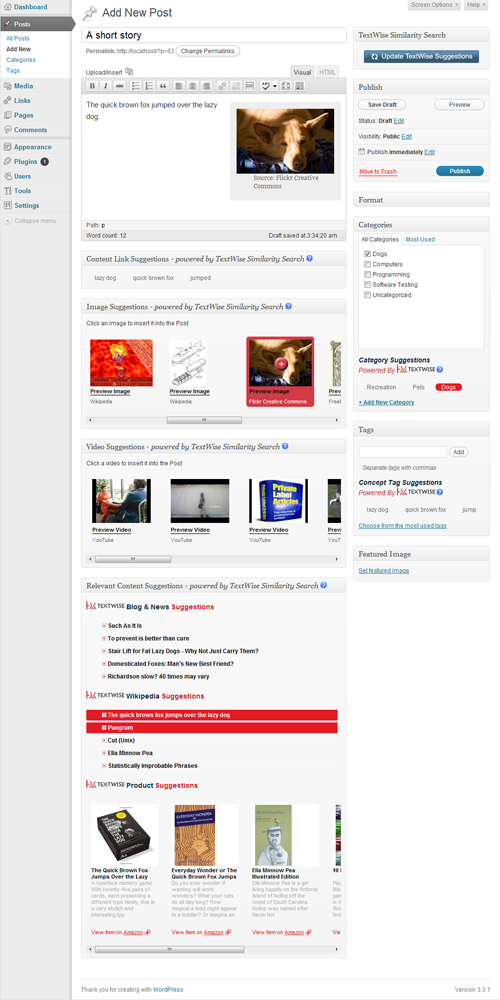 Dashboard
Posts
All Posts
Add New
Categories
Tags
Media
Links
Pages
Comments
Appearance
Plugins 1
Users
Tools
Settings
Collapse menu
Screen Options Help
Add New Post
A short story
Permalink: http://localhost/?p=63 Change Permalinks
Upload/Insert Visual HTML
B I ABC
ABC
The quick brown fox jumped over the lazy
dog.
Source: Flickr Creative
Commons
Path: p
Word count: 12 Draft saved at 3:34:20 am.
Content Link Suggestions - powered by TextWise Similarity Search
lazy dog quick brown fox jumped
Image Suggestions - powered by TextWise Similarity Search
Click an image to insert it into the Post
Preview Image Preview Image Preview Image
Wikipedia Wikipedia Flickr Creative Commons
Video Suggestions - powered by TextWise Similarity Search
Click a video to insert it into the Post
Private
Label
Articles
Preview Video Preview Video Preview Video
YouTube YouTube YouTube
Relevant Content Suggestions - powered by TextWise Similarity Search
TEXTWISE Blog & News Suggestions
Such As It Is
To prevent is better than cure
Stair Lift for Fat Lazy Dogs - Why Not Just Carry Them?
Domesticated Foxes: Man's New Best Friend?
Richardson slow? 40 times may vary
TEXTWISE Wikipedia Suggestions
The quick brown fox jumps over the lazy dog
Pangram
Cut (Unix)
Ella Minnow Pea
Statistically Improbable Phrases
TEXTWISE Product Suggestions
The Quick Brown Fox
Jumps Over the Lazy
A typeface memory game
With twenty-five pairs of
cards, each presenting a
different type family, this is
a very stylish and
interesting typ
View Item on Amazon
Everyday Wonder or The
Quick Brown Fox Jumps
Do you ever wonder if
wanting will work
wonders? What your cats
do all day long? How
magical a toad might appear
to a toddler? Or imagine an
View Item on Amazon
Ella Minnow Pea
Illustrated Edition
Ella Minnow Pea is a girl
living happily on the fictional
island of Nollop off the
coast of South Carolina.
Nollop was named after
Nevin Nol
View Item on Amazon
TextWise Similarity Search
Update TextWise Suggestions
Publish
Save Draft Preview
Status: Draft Edit
Visibility: Public Edit
Publish immediately Edit
Move to Trash Publish
Format
Categories
All Categories Most Used
Dogs
Computers
Programming
Software Testing
Uncategorized
Category Suggestions
Powered By TEXTWISE
Recreation Pets Dogs
+ Add New Category
Tags
Add
Separate tags with commas
Concept Tag Suggestions
Powered By TEXTWISE
lazy dog quick brown fox jump
Choose from the most used tags
Featured Image
Set featured image
Thank you for creating with WordPress. Version 3.3.1